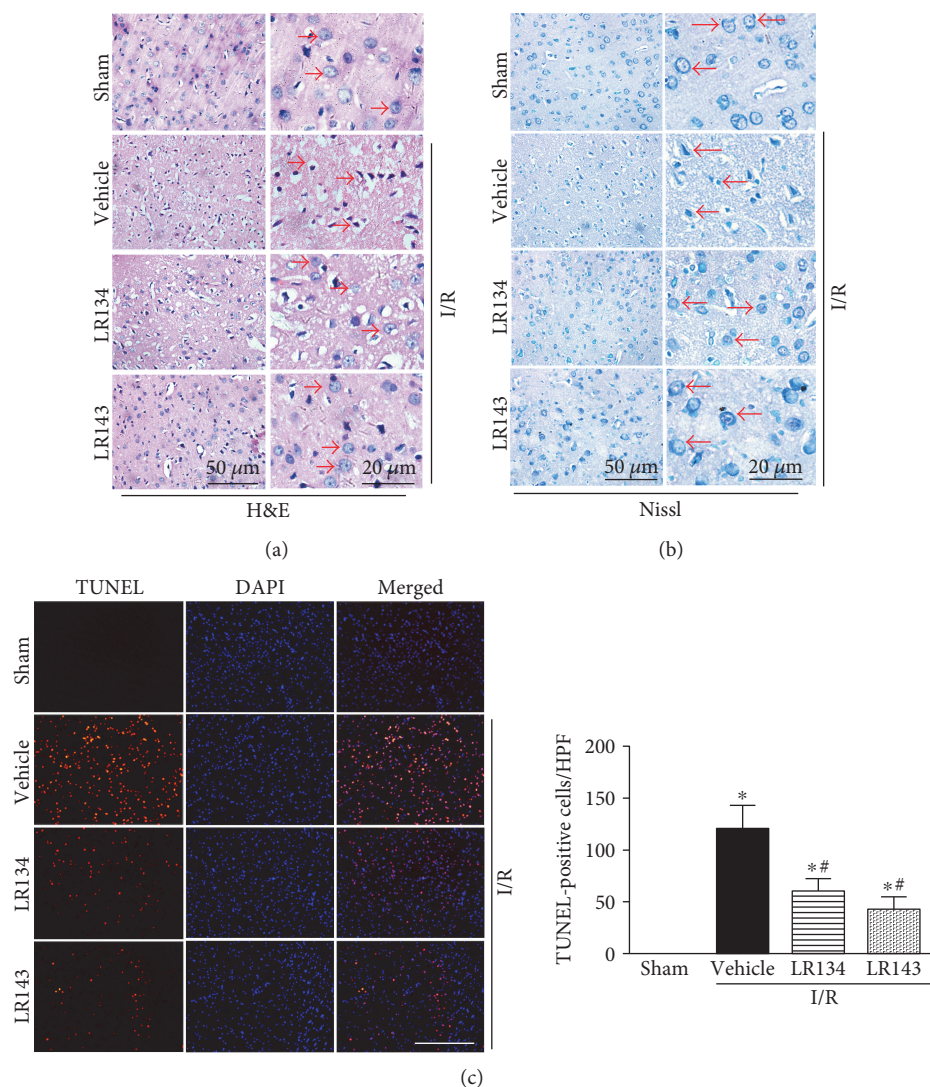 Sham
Vehicle
LR134
LR143
I/R
50 μm
20 μm
H&E
(a)
Sham
Vehicle
LR134
LR143
I/R
50 μm
20 μm
Nissl
(b)
TUNEL
DAPI
Merged
Sham
Vehicle
LR134
LR143
I/R
TUNEL-positive cells/HPF
200
150
100
50
0
*
*#
*#
Sham
Vehicle
LR134
LR143
I/R
(c)